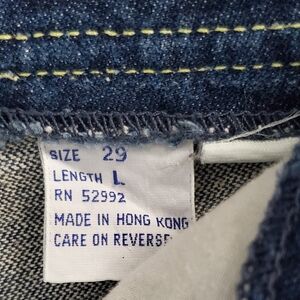 SIZE 29
LENGTH L
RN 52992
MADE IN HONG KONG
CARE ON REVERSE